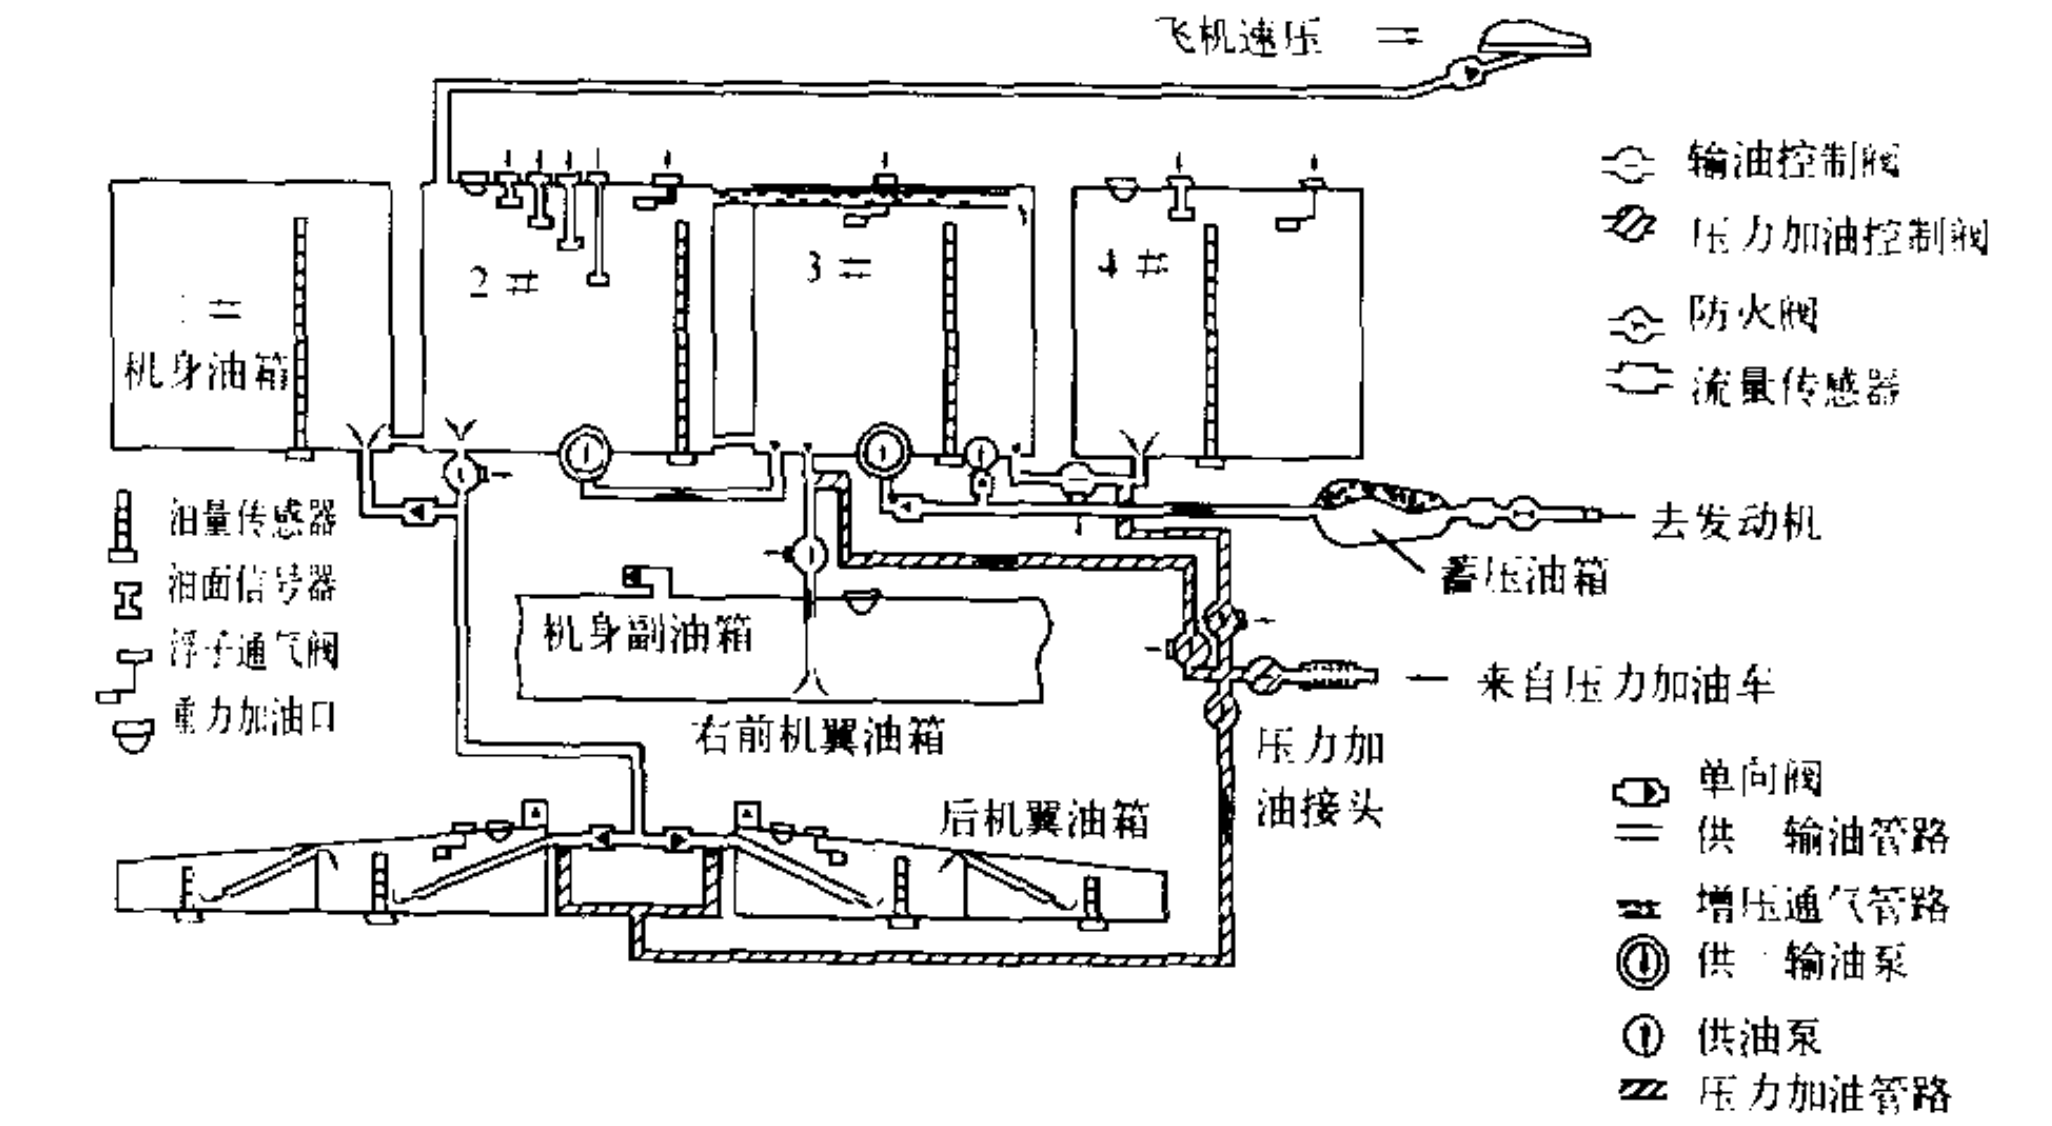 飞机速压
输油控制阀
压力加油控制阀
防火阀
流量传感器
2#
3#
4#
机身油箱
油量传感器
油面信号器
浮子通气阀
重力加油口
去发动机
蓄压油箱
机身副油箱
来自压力加油车
右前机翼油箱
压力加
油接头
后机翼油箱
单向阀
供 输油管路
增压通气管路
供 输油泵
供油泵
压力加油管路